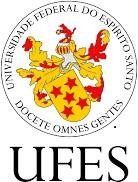 UNIVERSIDADE FEDERAL DO ESPÍRITO SANTO
DOCETE OMNES GENTES
UFES